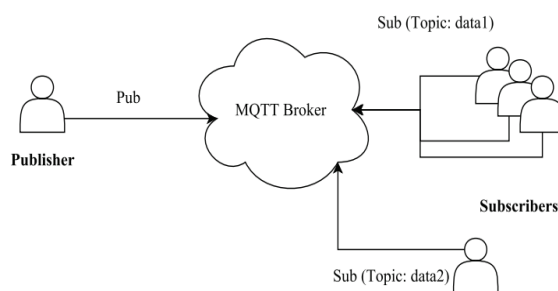 Sub (Topic: data1)
Pub
MQTT Broker
Publisher
Subscribers
Sub (Topic: data2)